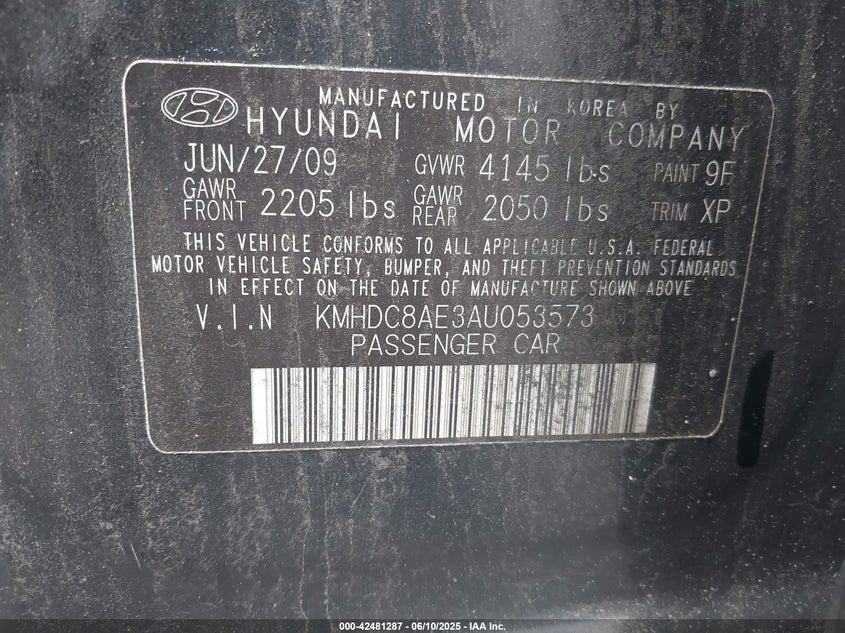 MANUFACTURED IN KOREA BY
HYUNDAI MOTOR COMPANY
JUN/27/09 GVWR 4145 lbs PAINT 9F
GAWR FRONT 2205 lbs GAWR REAR 2050 lbs TRIM XP
THIS VEHICLE CONFORMS TO ALL APPLICABLE U.S.A. FEDERAL
MOTOR VEHICLE SAFETY, BUMPER, AND THEFT PREVENTION STANDARDS
IN EFFECT ON THE DATE OF MANUFACTURE SHOWN ABOVE.
V.I.N KMHDC8AE3AU053573
PASSENGER CAR
000-42481287 - 06/10/2025 - IAA Inc.